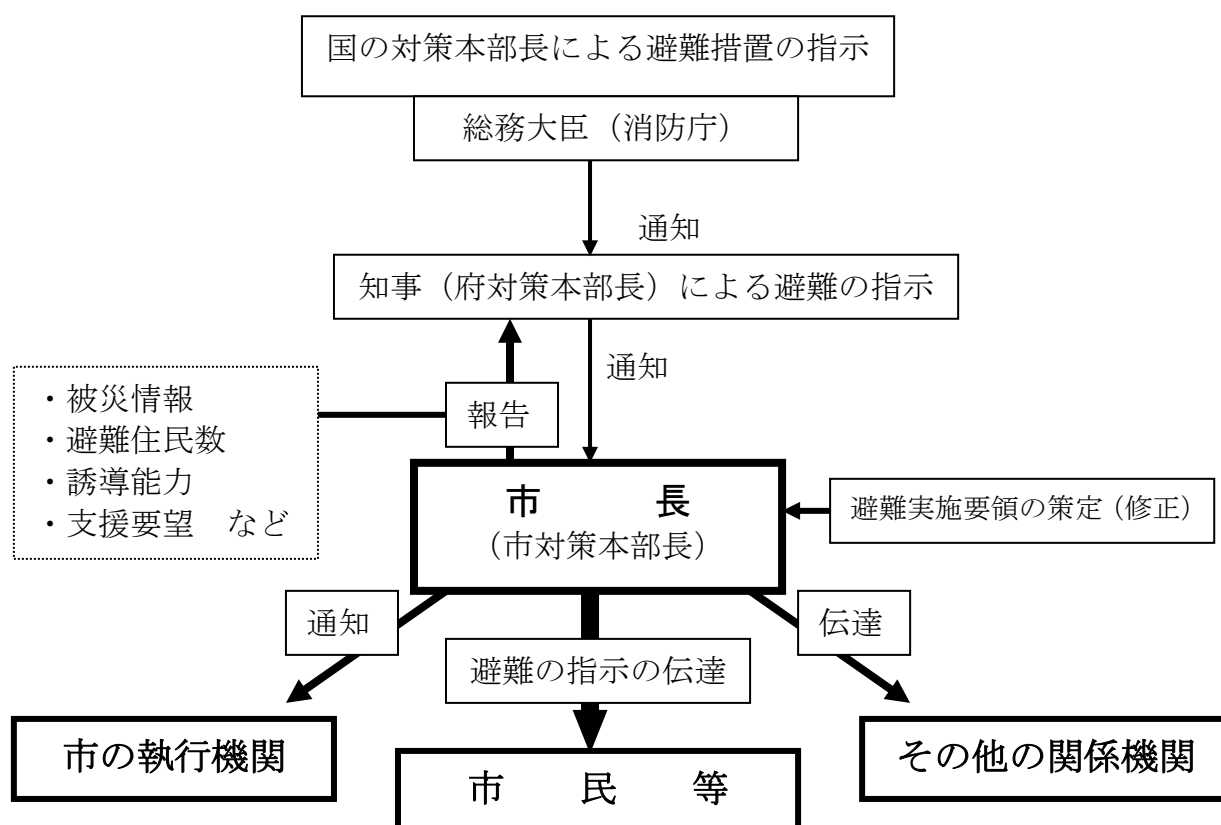 国の対策本部長による避難措置の指示
総務大臣（消防庁）
通知
知事（府対策本部長）による避難の指示
通知
・被災情報
・避難住民数
・誘導能力
・支援要望　など
報告
市　　　長
（市対策本部長）
避難実施要領の策定（修正）
通知
避難の指示の伝達
伝達
市の執行機関
市　　民　　等
その他の関係機関